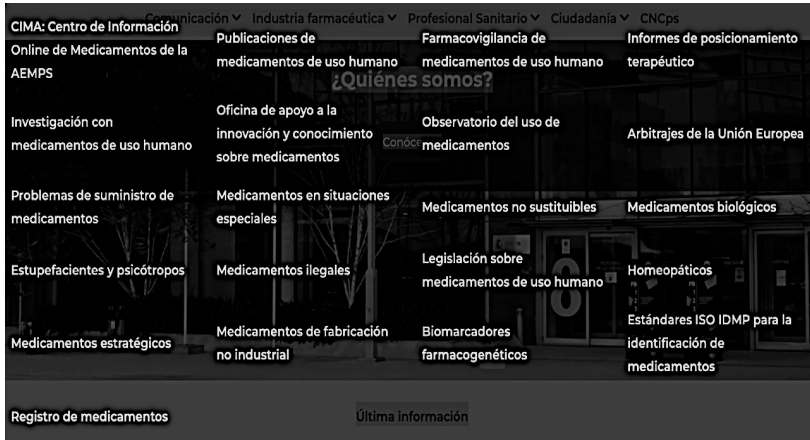 Comunicación Industria farmacéutica Profesional Sanitario Ciudadanía CNCps
CIMA: Centro de Información
Online de Medicamentos de la
AEMPS
Publicaciones de
medicamentos de uso humano
Farmacovigilancia de
medicamentos de uso humano
Informes de posicionamiento
terapéutico
¿Quiénes somos?
Investigación con
medicamentos de uso humano
Oficina de apoyo a la
innovación y conocimiento
sobre medicamentos
Observatorio del uso de
medicamentos
Arbitrajes de la Unión Europea
Problemas de suministro de
medicamentos
Medicamentos en situaciones
especiales
Medicamentos no sustituibles
Medicamentos biológicos
Estupefacientes y psicótropos
Medicamentos ilegales
Legislación sobre
medicamentos de uso humano
Homeopáticos
Medicamentos estratégicos
Medicamentos de fabricación
no industrial
Biomarcadores
farmacogenéticos
Estándares ISO IDMP para la
identificación de
medicamentos
Registro de medicamentos
Última información